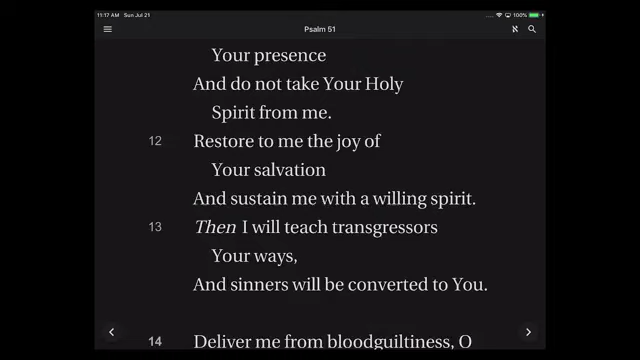 11:17 AM Sun Jul 21
100%
Psalm 51
Your presence
And do not take Your Holy
Spirit from me.
12 Restore to me the joy of
Your salvation
And sustain me with a willing spirit.
13 Then I will teach transgressors
Your ways,
And sinners will be converted to You.
14 Deliver me from bloodguiltiness, O